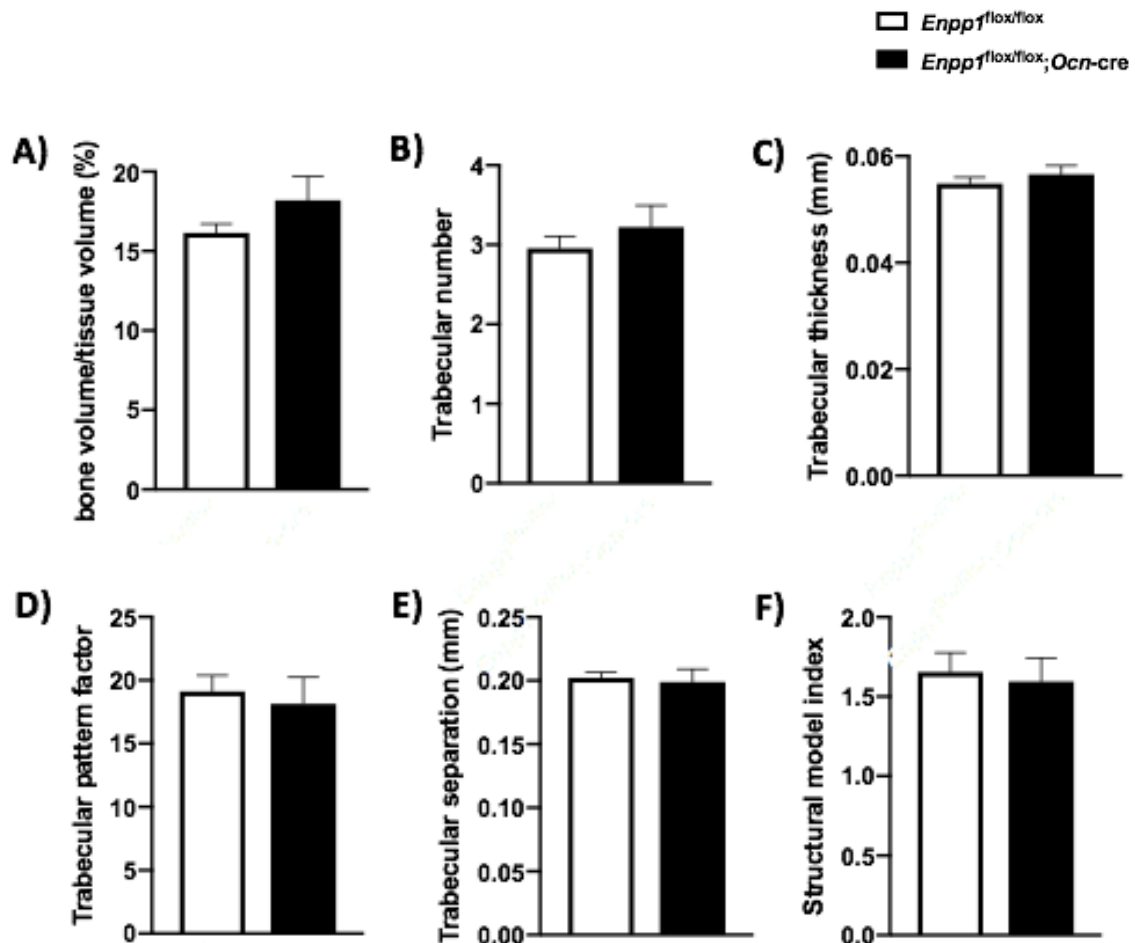 Enpp1flox/flox
Enpp1flox/flox;Ocn-cre
A)
bone volume/tissue volume (%)
20
15
10
5
0
B)
Trabecular number
4
3
2
1
0
C)
Trabecular thickness (mm)
0.06
0.04
0.02
0.00
D)
Trabecular pattern factor
25
20
15
10
5
0
E)
Trabecular separation (mm)
0.25
0.20
0.15
0.10
0.05
0.00
F)
Structural model index
2.0
1.5
1.0
0.5
0.0